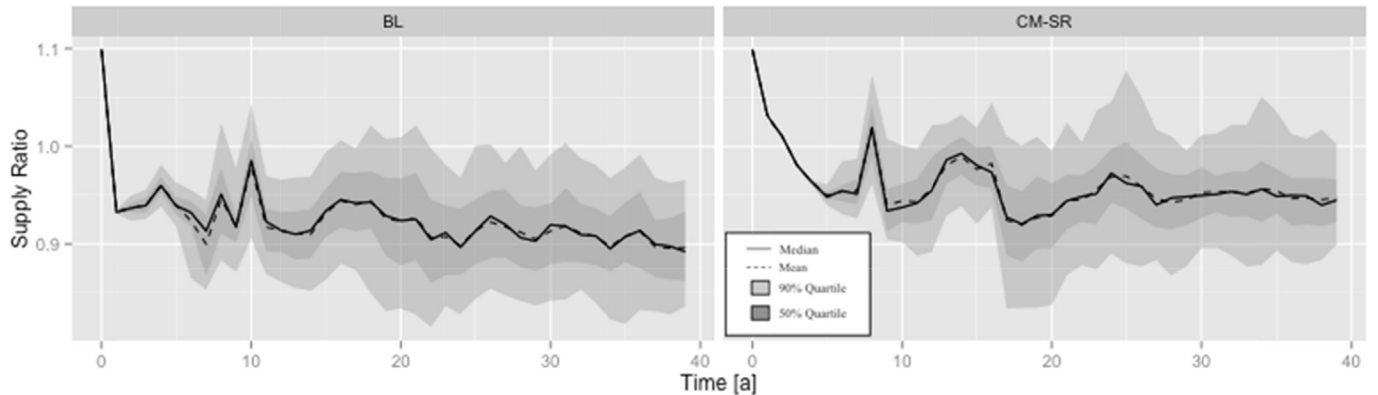 BL
CM-SR
Supply Ratio
1.1
1.0
0.9
Median
Mean
90% Quartile
50% Quartile
0 10 20 30 40
0 10 20 30 40
Time [a]